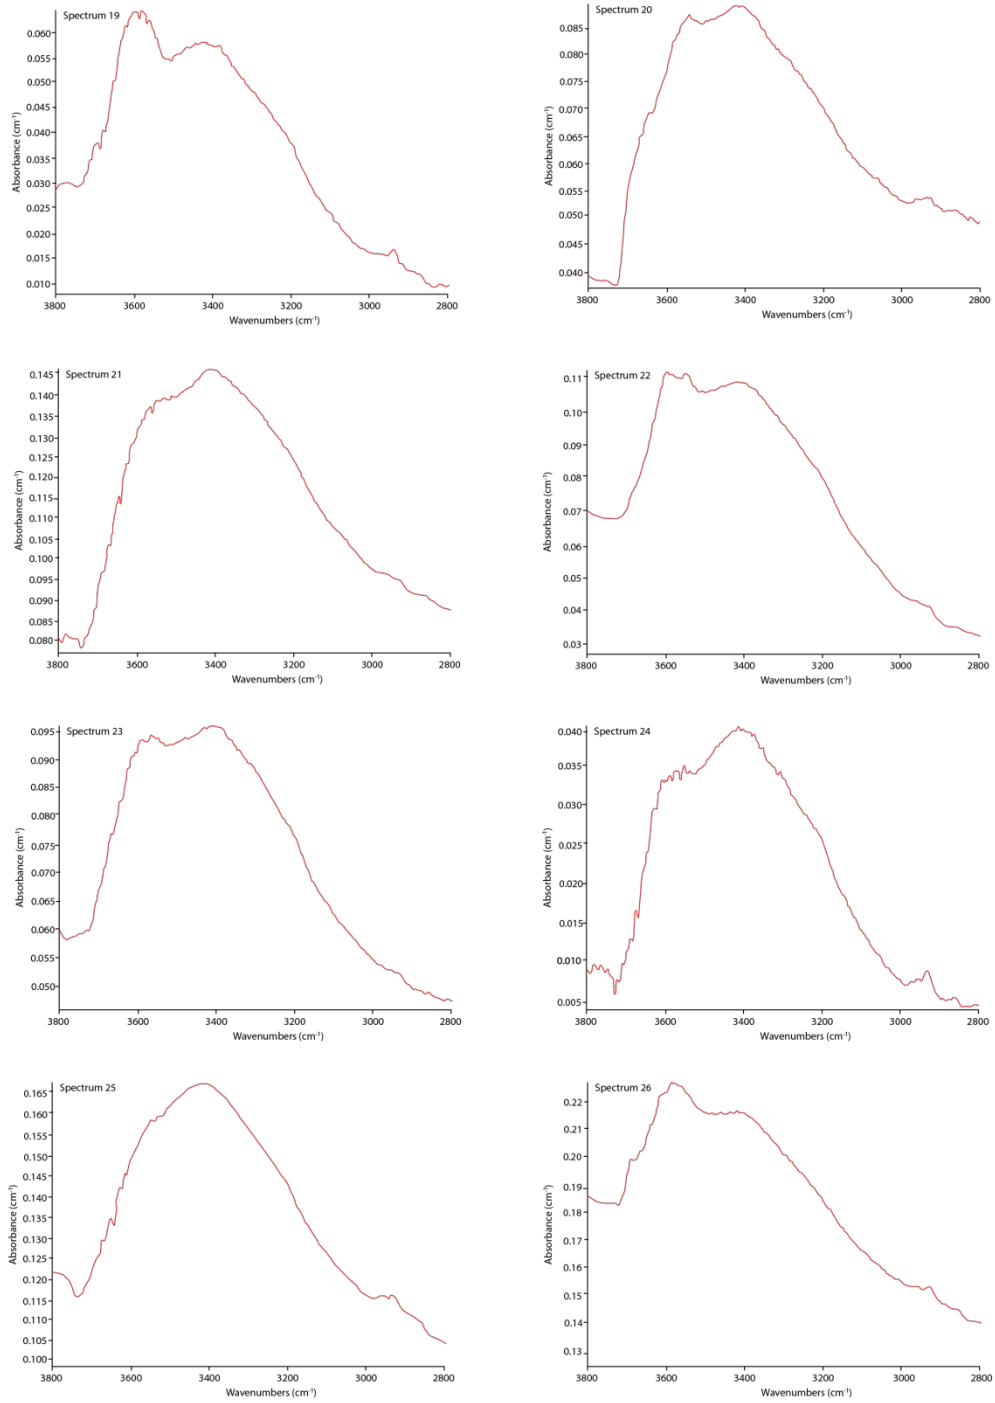 Spectrum 19
Absorbance (cm⁻¹)
0.060
0.055
0.050
0.045
0.040
0.035
0.030
0.025
0.020
0.015
0.010
3800 3600 3400 3200 3000 2800
Wavenumbers (cm⁻¹)
Spectrum 20
Absorbance (cm⁻¹)
0.085
0.080
0.075
0.070
0.065
0.060
0.055
0.050
0.045
0.040
3800 3600 3400 3200 3000 2800
Wavenumbers (cm⁻¹)
Spectrum 21
Absorbance (cm⁻¹)
0.145
0.140
0.135
0.130
0.125
0.120
0.115
0.110
0.105
0.100
0.095
0.090
0.085
0.080
3800 3600 3400 3200 3000 2800
Wavenumbers (cm⁻¹)
Spectrum 22
Absorbance (cm⁻¹)
0.11
0.10
0.09
0.08
0.07
0.06
0.05
0.04
0.03
3800 3600 3400 3200 3000 2800
Wavenumbers (cm⁻¹)
Spectrum 23
Absorbance (cm⁻¹)
0.095
0.090
0.085
0.080
0.075
0.070
0.065
0.060
0.055
0.050
3800 3600 3400 3200 3000 2800
Wavenumbers (cm⁻¹)
Spectrum 24
Absorbance (cm⁻¹)
0.040
0.035
0.030
0.025
0.020
0.015
0.010
0.005
3800 3600 3400 3200 3000 2800
Wavenumbers (cm⁻¹)
Spectrum 25
Absorbance (cm⁻¹)
0.165
0.160
0.155
0.150
0.145
0.140
0.135
0.130
0.125
0.120
0.115
0.110
0.105
0.100
3800 3600 3400 3200 3000 2800
Wavenumbers (cm⁻¹)
Spectrum 26
Absorbance (cm⁻¹)
0.22
0.21
0.20
0.19
0.18
0.17
0.16
0.15
0.14
0.13
3800 3600 3400 3200 3000 2800
Wavenumbers (cm⁻¹)